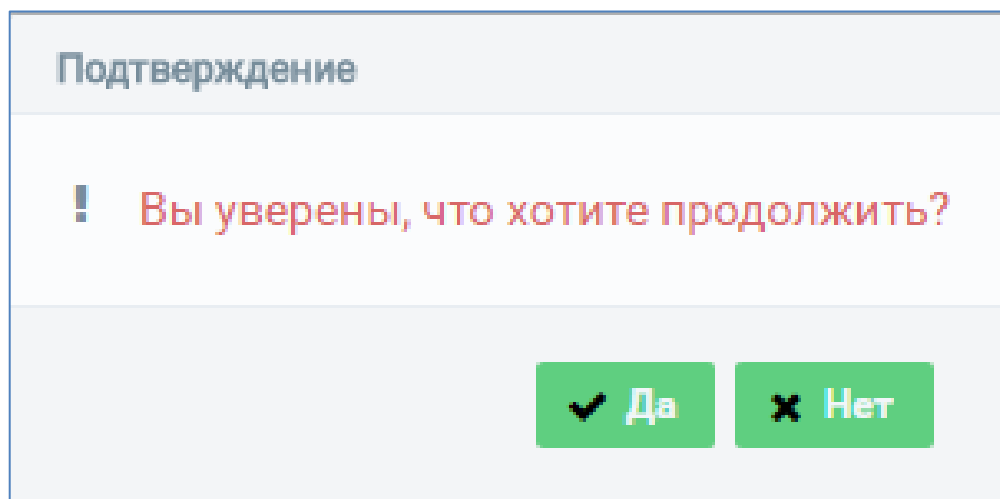 Подтверждение
! Вы уверены, что хотите продолжить?
Да Нет